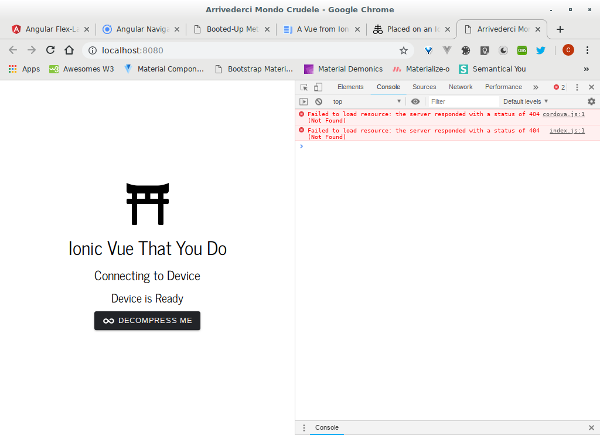 Arrivederci Mondo Crudele - Google Chrome
Angular Flex-La
Angular Naviga
Booted-Up Met
A Vue from Ion
Placed on an Is
Arrivederci Mon
localhost:8080
Apps
Awesomes W3
Material Compon...
Bootstrap Materi...
Material Demonics
Materialize-o
Semantical You
»
Elements
Console
Sources
Network
Performance
»
2
top
Filter
Default levels
Failed to load resource: the server responded with a status of 404 cordova.js:1
(Not Found)
Failed to load resource: the server responded with a status of 404 index.js:1
(Not Found)
Ionic Vue That You Do
Connecting to Device
Device is Ready
DECOMPRESS ME
Console